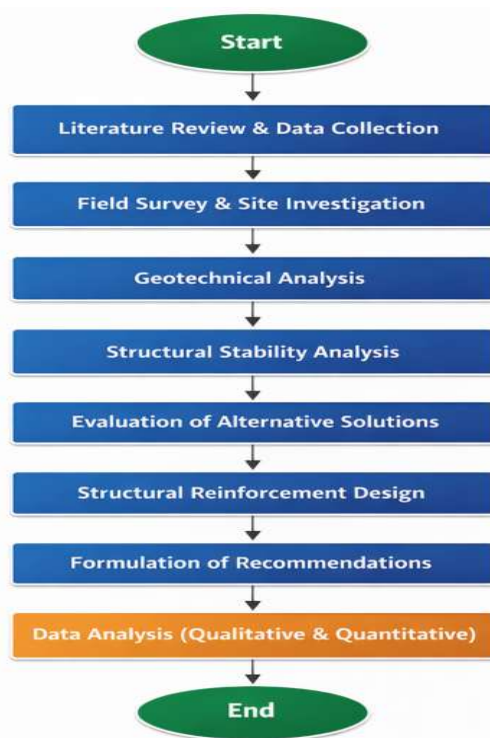 Start
Literature Review & Data Collection
Field Survey & Site Investigation
Geotechnical Analysis
Structural Stability Analysis
Evaluation of Alternative Solutions
Structural Reinforcement Design
Formulation of Recommendations
Data Analysis (Qualitative & Quantitative)
End